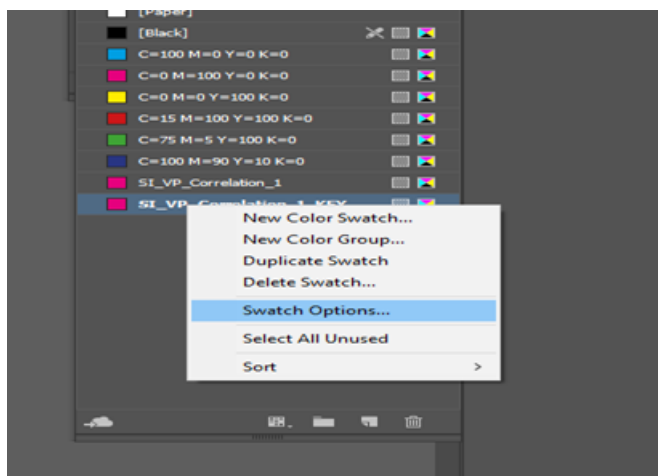 [Paper]
[Black]
C=100 M=0 Y=0 K=0
C=0 M=100 Y=0 K=0
C=0 M=0 Y=100 K=0
C=15 M=100 Y=100 K=0
C=75 M=5 Y=100 K=0
C=100 M=90 Y=10 K=0
SI_VP_Correlation_1
SI_VP_Correlation_1_KEY
New Color Swatch...
New Color Group...
Duplicate Swatch
Delete Swatch...
Swatch Options...
Select All Unused
Sort >